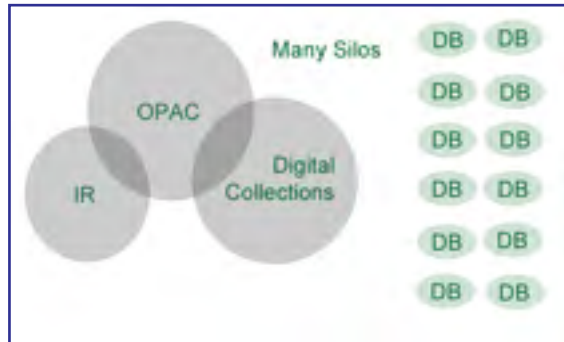 Many Silos
OPAC
IR
Digital
Collections
DB DB
DB DB
DB DB
DB DB
DB DB
DB DB